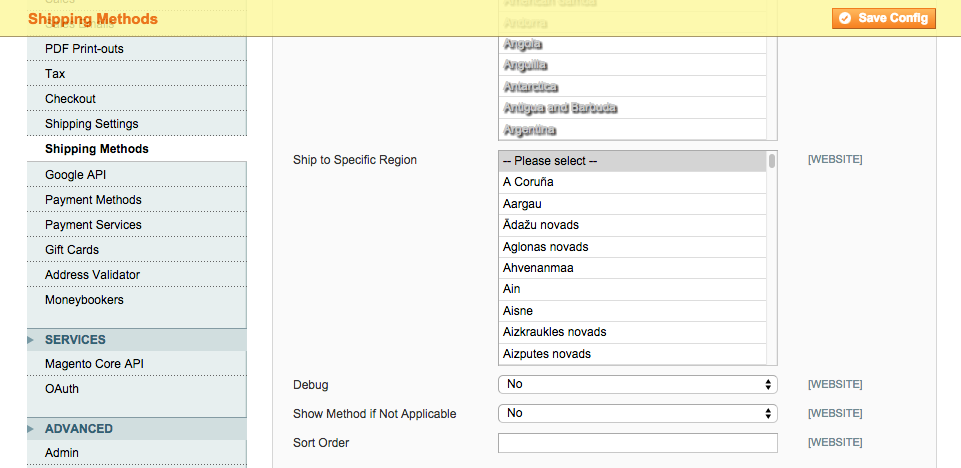 Shipping Methods
Save Config
PDF Print-outs
Tax
Checkout
Shipping Settings
Shipping Methods
Google API
Payment Methods
Payment Services
Gift Cards
Address Validator
Moneybookers
SERVICES
Magento Core API
OAuth
ADVANCED
Admin
American Samoa
Andorra
Angola
Anguilla
Antarctica
Antigua and Barbuda
Argentina
Ship to Specific Region
-- Please select --
A Coruña
Aargau
Ādažu novads
Aglonas novads
Ahvenanmaa
Ain
Aisne
Aizkraukles novads
Aizputes novads
[WEBSITE]
Debug
No
[WEBSITE]
Show Method if Not Applicable
No
[WEBSITE]
Sort Order
[WEBSITE]